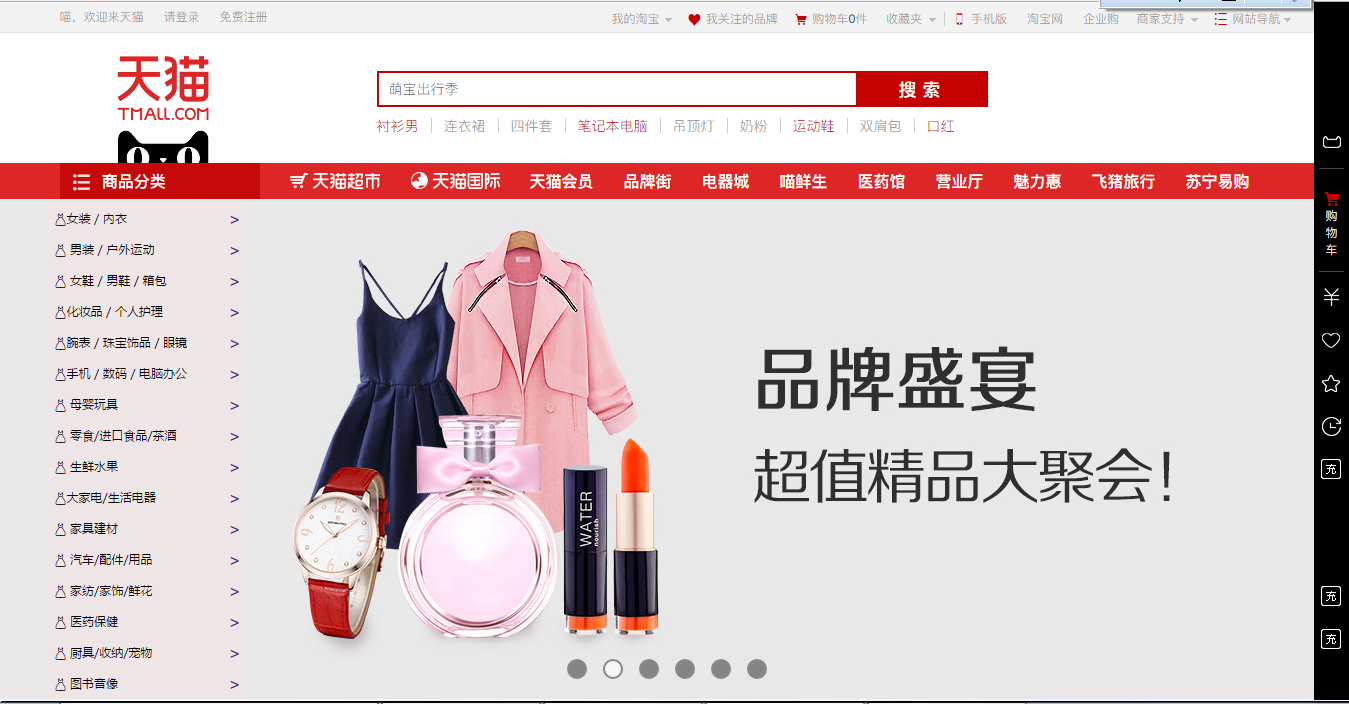 喵，欢迎来天猫 请登录 免费注册 我的淘宝 我关注的品牌 购物车0件 收藏夹 手机版 淘宝网 企业购 商家支持 网站导航
天猫
TMALL.COM
萌宝出行季 搜 索
衬衫男 连衣裙 四件套 笔记本电脑 吊顶灯 奶粉 运动鞋 双肩包 口红
商品分类 天猫超市 天猫国际 天猫会员 品牌街 电器城 喵鲜生 医药馆 营业厅 魅力惠 飞猪旅行 苏宁易购
女装 / 内衣 >
男装 / 户外运动 >
女鞋 / 男鞋 / 箱包 >
化妆品 / 个人护理 >
腕表 / 珠宝饰品 / 眼镜 >
手机 / 数码 / 电脑办公 >
母婴玩具 >
零食/进口食品/茶酒 >
生鲜水果 >
大家电/生活电器 >
家具建材 >
汽车/配件/用品 >
家纺/家饰/鲜花 >
医药保健 >
厨具/收纳/宠物 >
图书音像 >
品牌盛宴
超值精品大聚会！
WATER
nourish
购
物
车
充
充
充